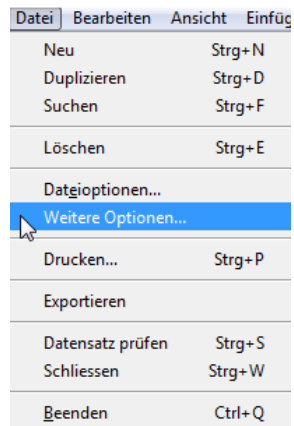 Datei Bearbeiten Ansicht Einfüg
Neu Strg+N
Duplizieren Strg+D
Suchen Strg+F
Löschen Strg+E
Dateioptionen...
Weitere Optionen...
Drucken... Strg+P
Exportieren
Datensatz prüfen Strg+S
Schliessen Strg+W
Beenden Ctrl+Q